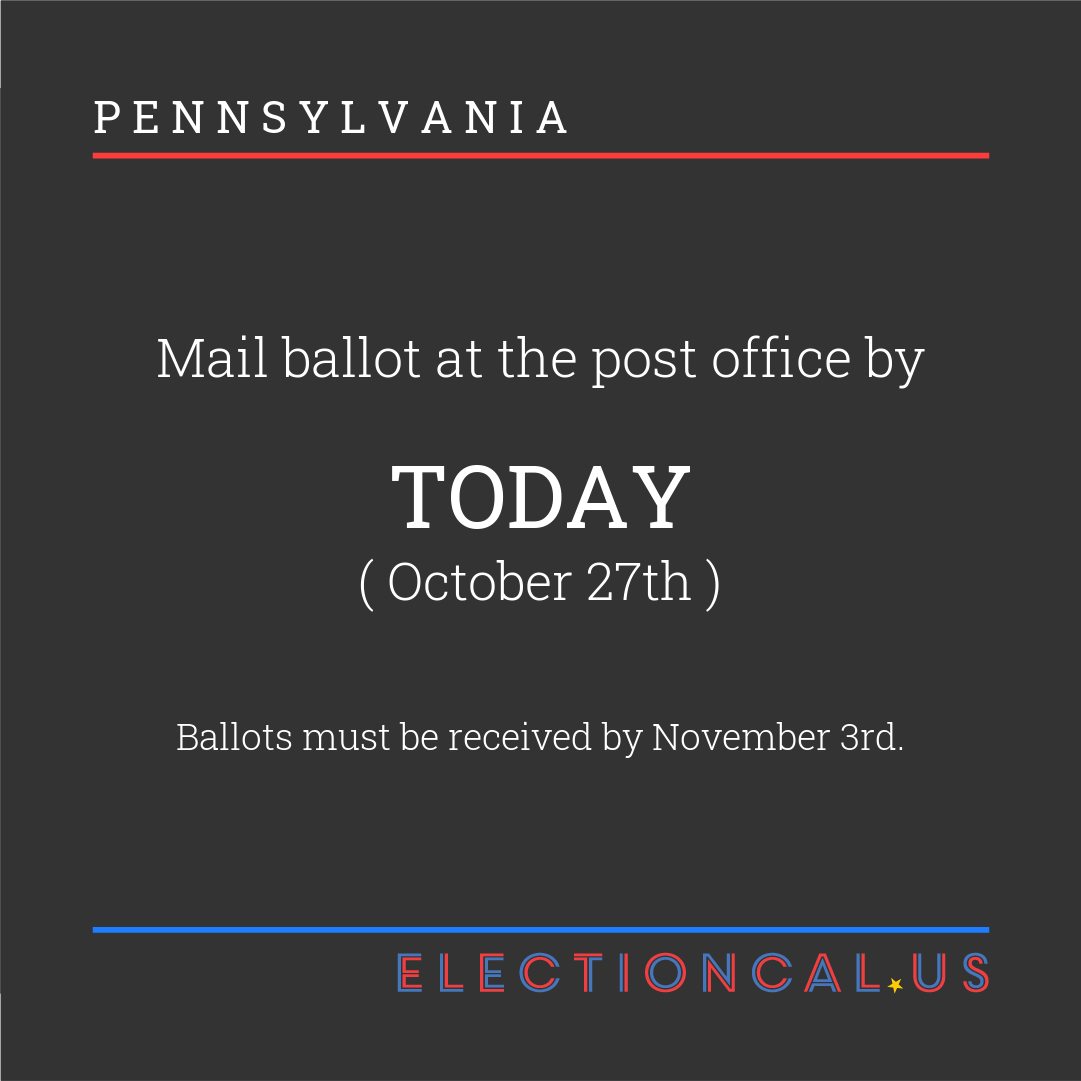 PENNSYLVANIA
Mail ballot at the post office by
TODAY
( October 27th )
Ballots must be received by November 3rd.
ELECTIONCAL.US